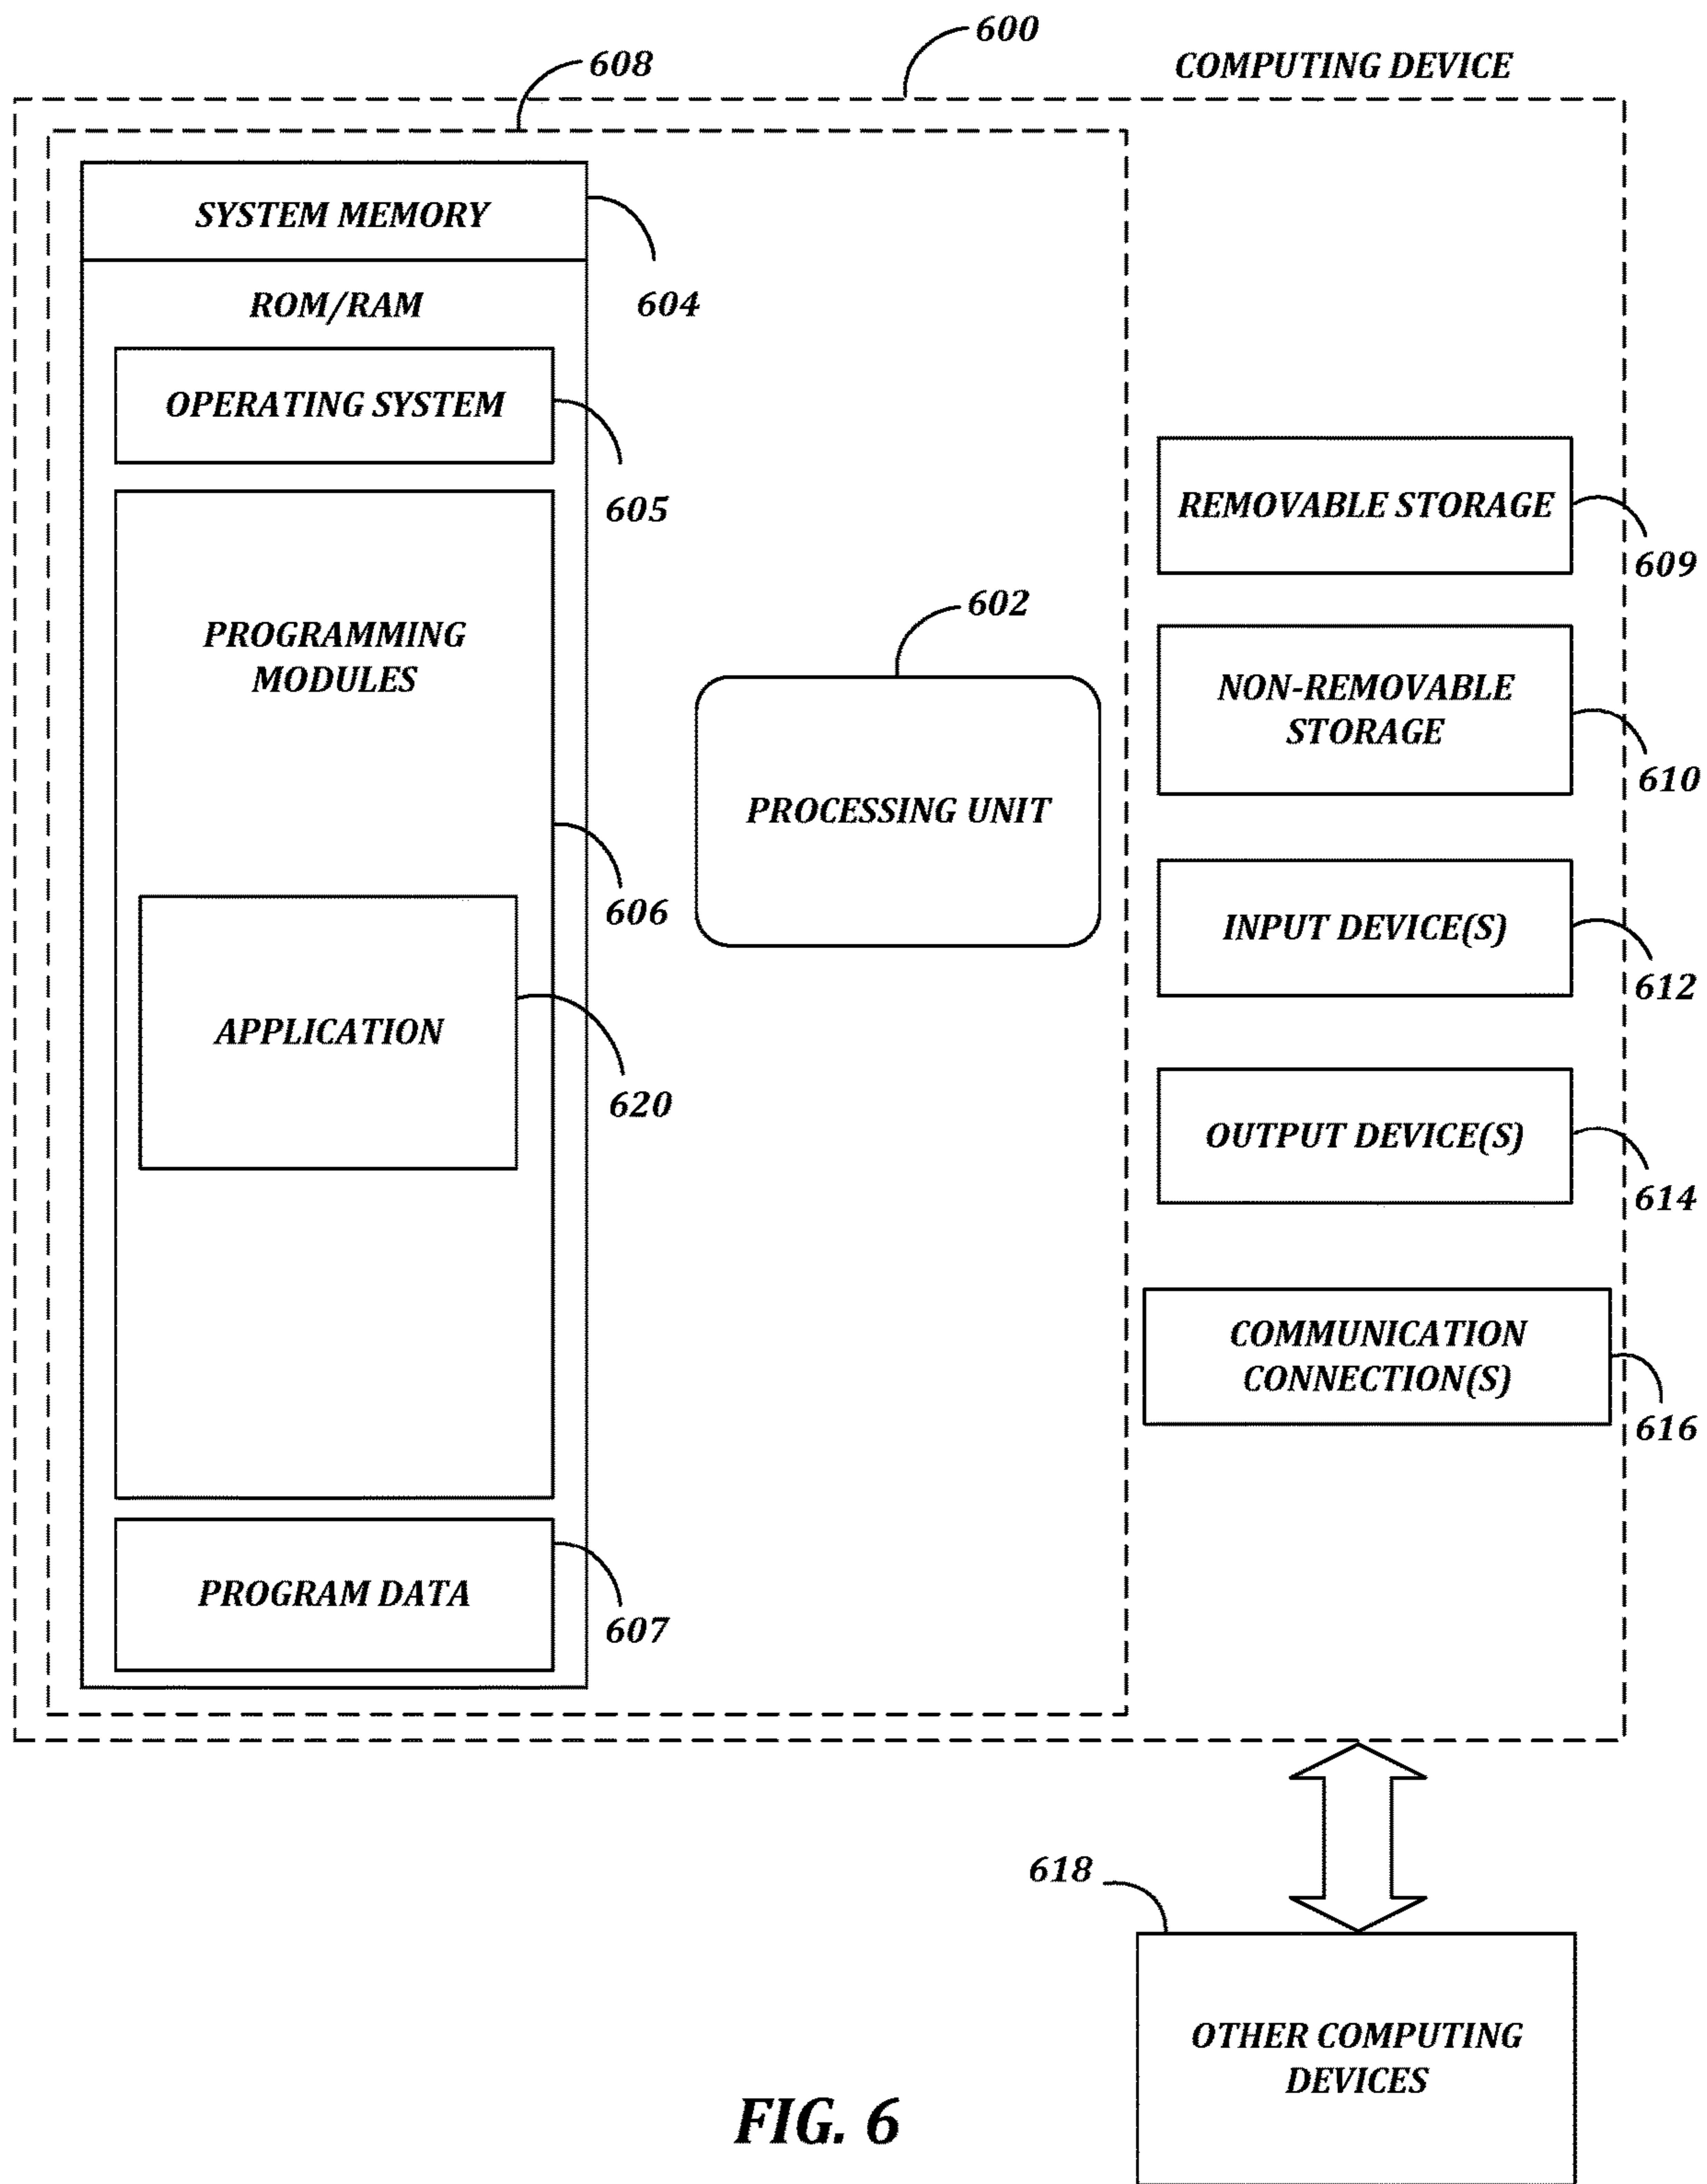 600
COMPUTING DEVICE
608
SYSTEM MEMORY
604
ROM/RAM
OPERATING SYSTEM
605
PROGRAMMING
MODULES
606
APPLICATION
620
PROGRAM DATA
607
602
PROCESSING UNIT
REMOVABLE STORAGE
609
NON-REMOVABLE
STORAGE
610
INPUT DEVICE(S)
612
OUTPUT DEVICE(S)
614
COMMUNICATION
CONNECTION(S)
616
618
OTHER COMPUTING
DEVICES
FIG. 6